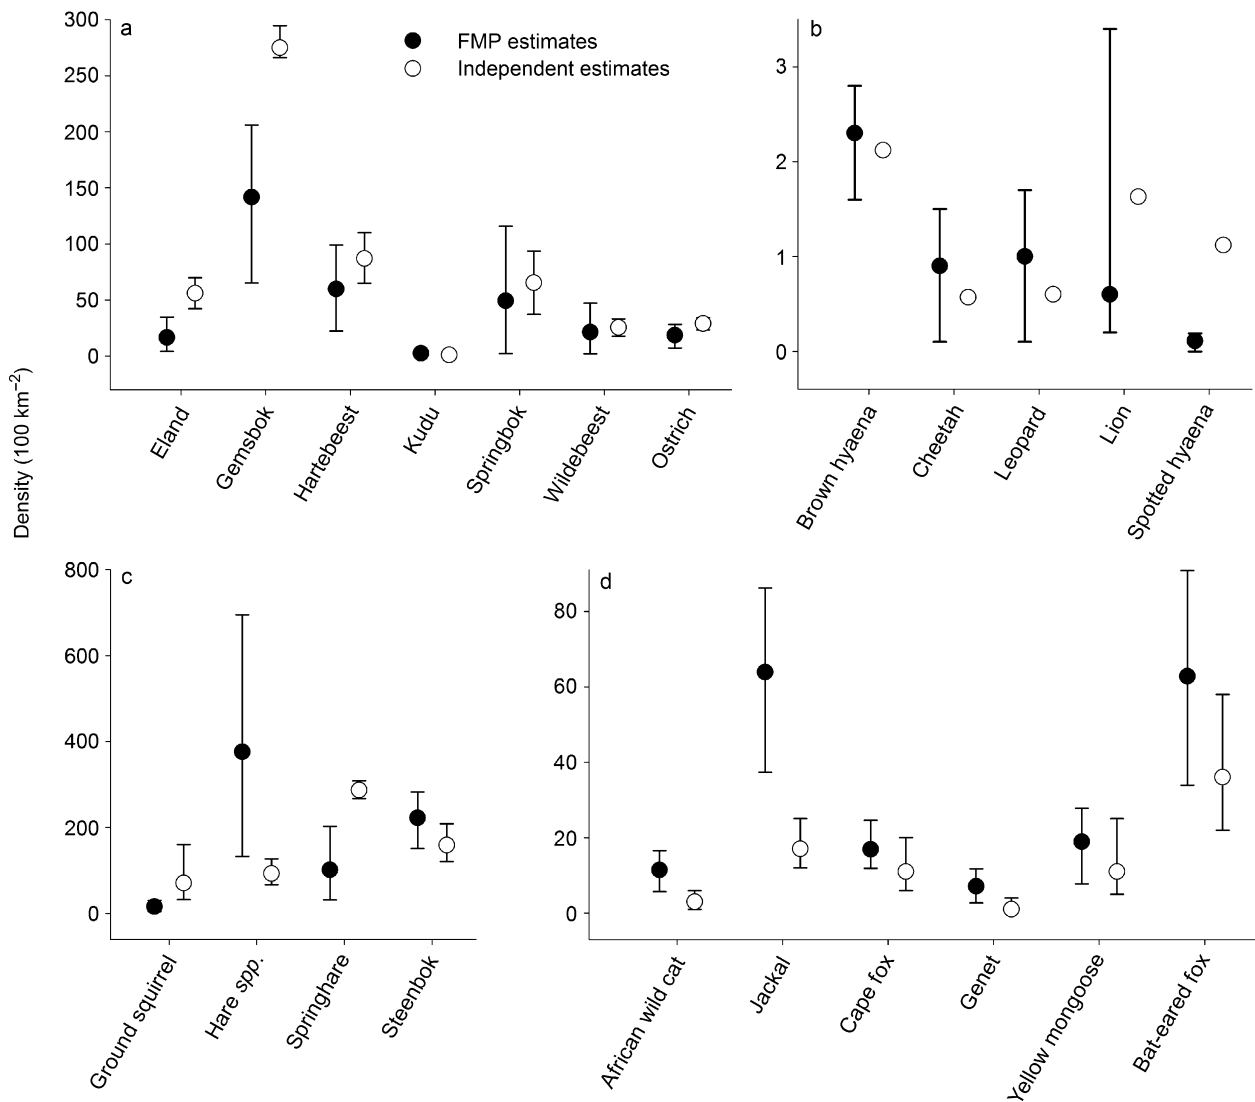 Density (100 km⁻²)
a
FMP estimates
Independent estimates
300
250
200
150
100
50
0
Eland
Gemsbok
Hartebeest
Kudu
Springbok
Wildebeest
Ostrich
b
3
2
1
0
Brown hyaena
Cheetah
Leopard
Lion
Spotted hyaena
c
800
600
400
200
0
Ground squirrel
Hare spp.
Springhare
Steenbok
d
80
60
40
20
0
African wild cat
Jackal
Cape fox
Genet
Yellow mongoose
Bat-eared fox